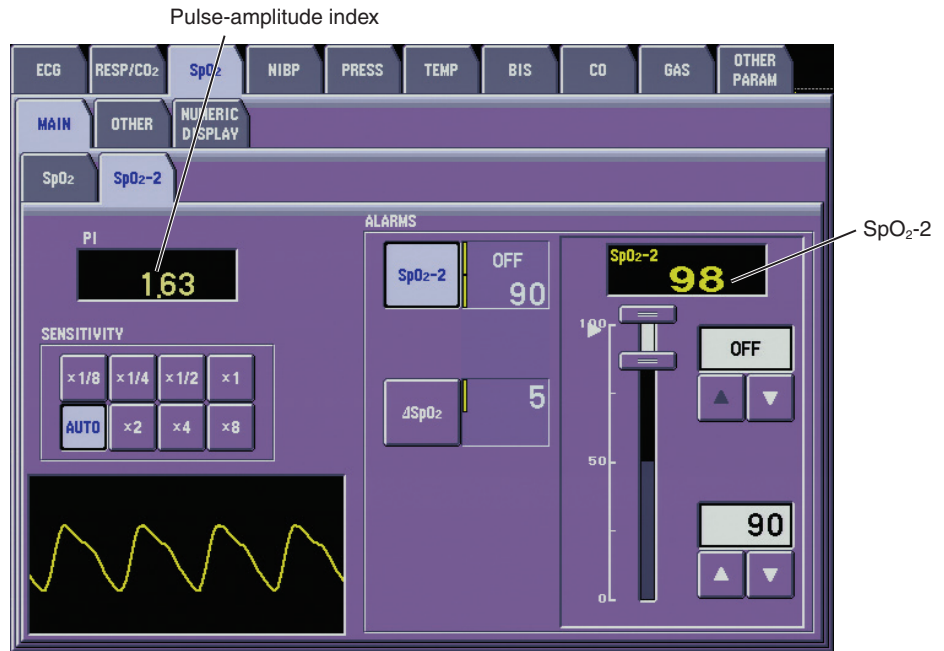 Pulse-amplitude index
ECG RESP/CO₂ SpO₂ NIBP PRESS TEMP BIS CO GAS OTHER PARAM
MAIN OTHER NUMERIC DISPLAY
SpO₂ SpO₂-2
PI
1.63
SENSITIVITY
×1/8 ×1/4 ×1/2 ×1
AUTO ×2 ×4 ×8
ALARMS
SpO₂-2 OFF
90
ΔSpO₂ 5
SpO₂-2
98
100
50
0
OFF
90
SpO₂-2